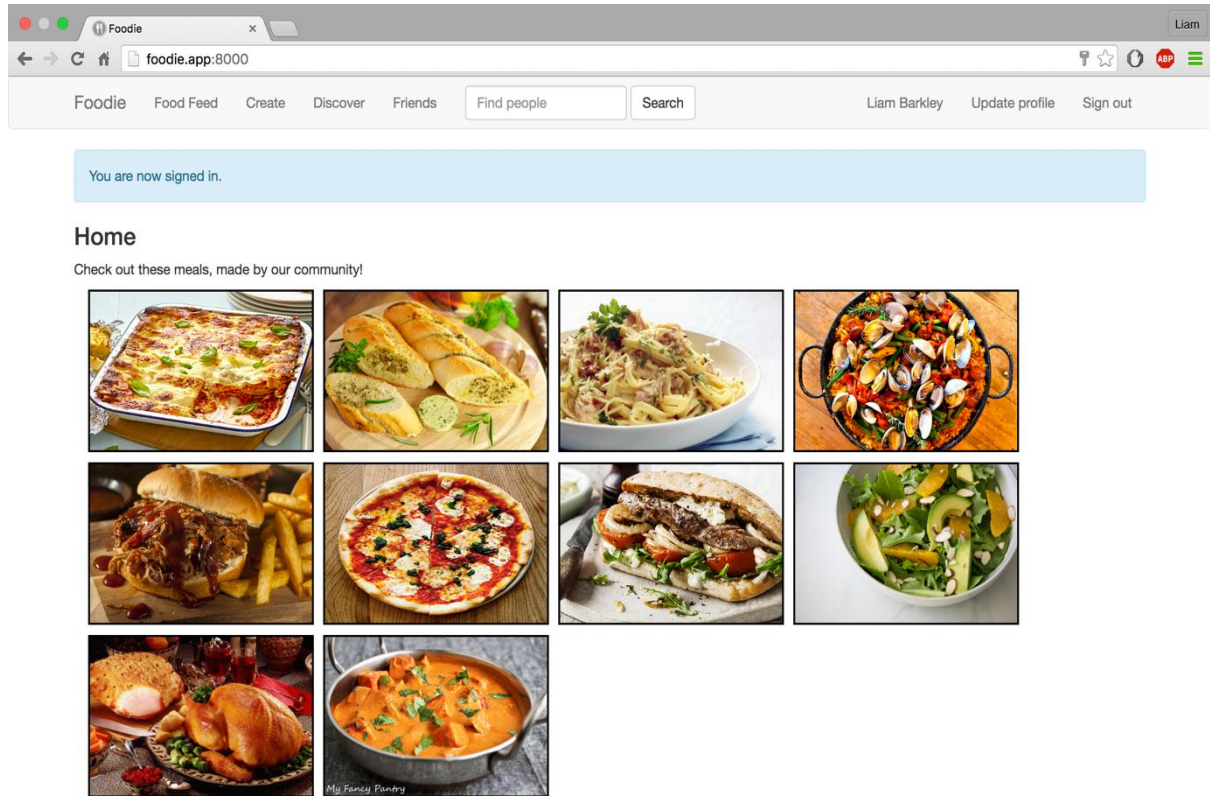 Foodie
Liam
foodie.app:8000
ABP
Foodie Food Feed Create Discover Friends Find people Search Liam Barkley Update profile Sign out
You are now signed in.
Home
Check out these meals, made by our community!
My Fancy Pantry